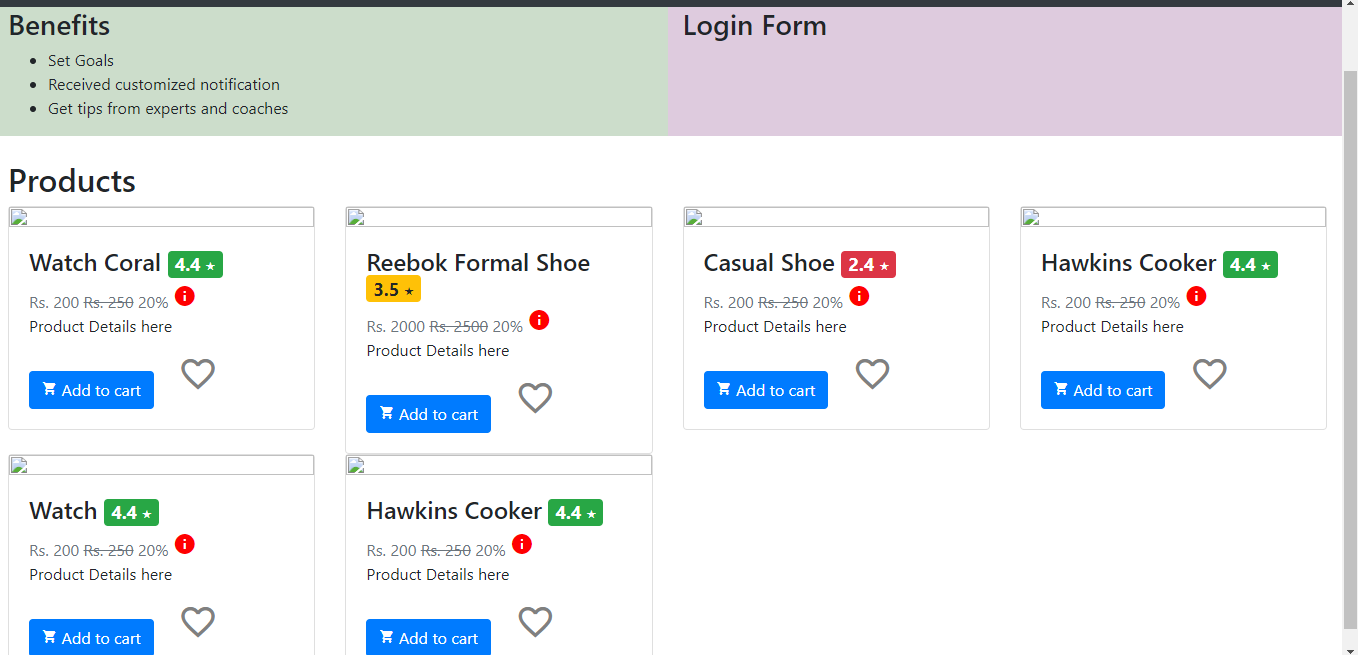 Benefits
Set Goals
Received customized notification
Get tips from experts and coaches
Login Form
Products
Watch Coral 4.4 ★
Rs. 200 Rs. 250 20%
Product Details here
Add to cart
Reebok Formal Shoe
3.5 ★
Rs. 2000 Rs. 2500 20%
Product Details here
Add to cart
Casual Shoe 2.4 ★
Rs. 200 Rs. 250 20%
Product Details here
Add to cart
Hawkins Cooker 4.4 ★
Rs. 200 Rs. 250 20%
Product Details here
Add to cart
Watch 4.4 ★
Rs. 200 Rs. 250 20%
Product Details here
Add to cart
Hawkins Cooker 4.4 ★
Rs. 200 Rs. 250 20%
Product Details here
Add to cart